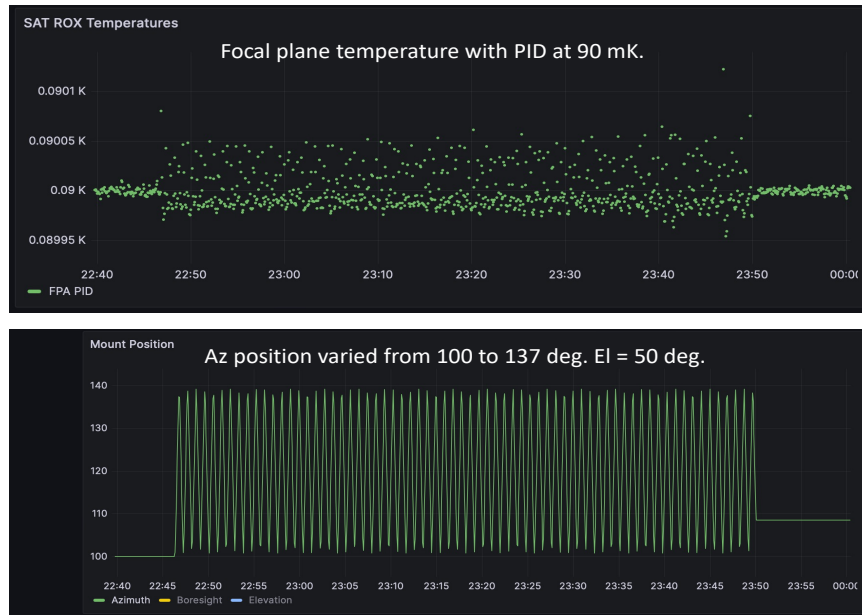 SAT ROX Temperatures
Focal plane temperature with PID at 90 mK.
0.0901 K
0.09005 K
0.09 K
0.08995 K
22:40 22:50 23:00 23:10 23:20 23:30 23:40 23:50 00:00
FPA PID
Mount Position
Az position varied from 100 to 137 deg. El = 50 deg.
140
130
120
110
100
22:40 22:45 22:50 22:55 23:00 23:05 23:10 23:15 23:20 23:25 23:30 23:35 23:40 23:45 23:50 23:55 00:00
Azimuth Boresight Elevation